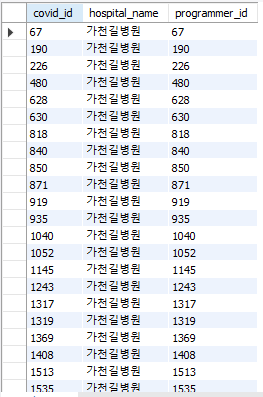 covid_id hospital_name programmer_id
67 가천길병원 67
190 가천길병원 190
226 가천길병원 226
480 가천길병원 480
628 가천길병원 628
630 가천길병원 630
818 가천길병원 818
840 가천길병원 840
850 가천길병원 850
871 가천길병원 871
919 가천길병원 919
935 가천길병원 935
1040 가천길병원 1040
1052 가천길병원 1052
1145 가천길병원 1145
1243 가천길병원 1243
1317 가천길병원 1317
1319 가천길병원 1319
1369 가천길병원 1369
1408 가천길병원 1408
1513 가천길병원 1513
1535 가천길병원 1535